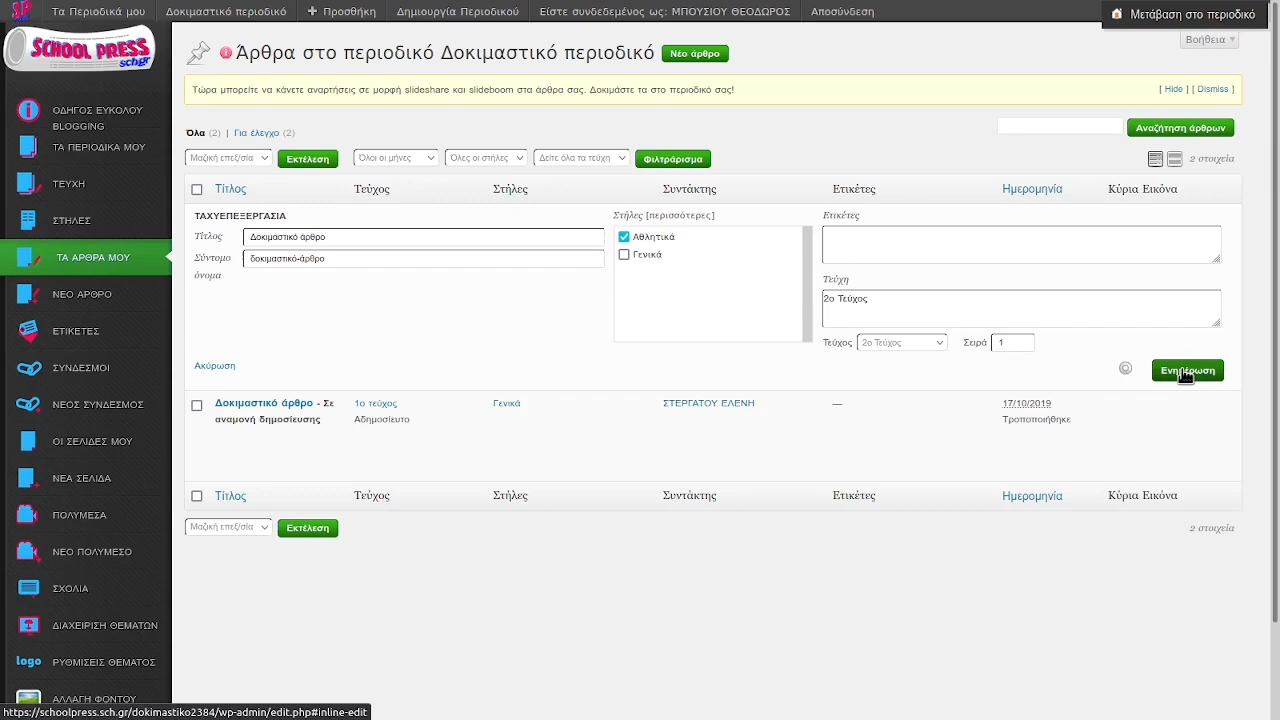 Τα Περιοδικά μου Δοκιμαστικό περιοδικό + Προσθήκη Δημιουργία Περιοδικού Είστε συνδεσμένος ως: ΜΠΟΥΣΙΟΥ ΘΕΟΔΩΡΟΣ Αποσύνδεση
Μετάβαση στο περιοδικό
SCHOOL PRESS
sch.gr
Άρθρα στο περιοδικό Δοκιμαστικό περιοδικό Νέο άρθρο
Βοήθεια
Τώρα μπορείτε να κάνετε αναρτήσεις σε μορφή slideshare και slideboom στα άρθρα σας. Δοκιμάστε τα στο περιοδικό σας! [ Hide ] [ Dismiss ]
Όλα (2) | Για έλεγχο (2)
Αναζήτηση άρθρων
Μαζική επεξ/σία Εκτέλεση Όλοι οι μήνες Όλες οι στήλες Δείτε όλα τα τεύχη Φιλτράρισμα 2 στοιχεία
Τίτλος Τεύχος Στήλες Συντάκτης Ετικέτες Ημερομηνία Κύρια Εικόνα
ΤΑΧΥΕΠΕΞΕΡΓΑΣΙΑ Στήλες [περισσότερες] Ετικέτες
Τίτλος Δοκιμαστικό άρθρο
Αθλητικά
Σύντομο όνομα δοκιμαστικό-άρθρο
Γενικά
Τεύχη
2ο Τεύχος
Τεύχος 2ο Τεύχος Σειρά 1
Ακύρωση Ενημέρωση
Δοκιμαστικό άρθρο - Σε 1ο τεύχος Γενικά ΣΤΕΡΓΑΤΟΥ ΕΛΕΝΗ — 17/10/2019
αναμονή δημοσίευσης Αδημοσίευτο Τροποποιήθηκε
Τίτλος Τεύχος Στήλες Συντάκτης Ετικέτες Ημερομηνία Κύρια Εικόνα
Μαζική επεξ/σία Εκτέλεση 2 στοιχεία
ΟΔΗΓΟΣ ΕΥΚΟΛΟΥ
BLOGGING
ΤΑ ΠΕΡΙΟΔΙΚΑ ΜΟΥ
ΤΕΥΧΗ
ΣΤΗΛΕΣ
ΤΑ ΑΡΘΡΑ ΜΟΥ
ΝΕΟ ΑΡΘΡΟ
ΕΤΙΚΕΤΕΣ
ΣΥΝΔΕΣΜΟΙ
ΝΕΟΣ ΣΥΝΔΕΣΜΟΣ
ΟΙ ΣΕΛΙΔΕΣ ΜΟΥ
ΝΕΑ ΣΕΛΙΔΑ
ΠΟΛΥΜΕΣΑ
ΝΕΟ ΠΟΛΥΜΕΣΟ
ΣΧΟΛΙΑ
ΔΙΑΧΕΙΡΙΣΗ ΘΕΜΑΤΩΝ
logo ΡΥΘΜΙΣΕΙΣ ΘΕΜΑΤΟΣ
ΑΛΛΑΓΗ ΦΟΝΤΟΥ
https://schoolpress.sch.gr/dokimastiko2384/wp-admin/edit.php#inline-edit